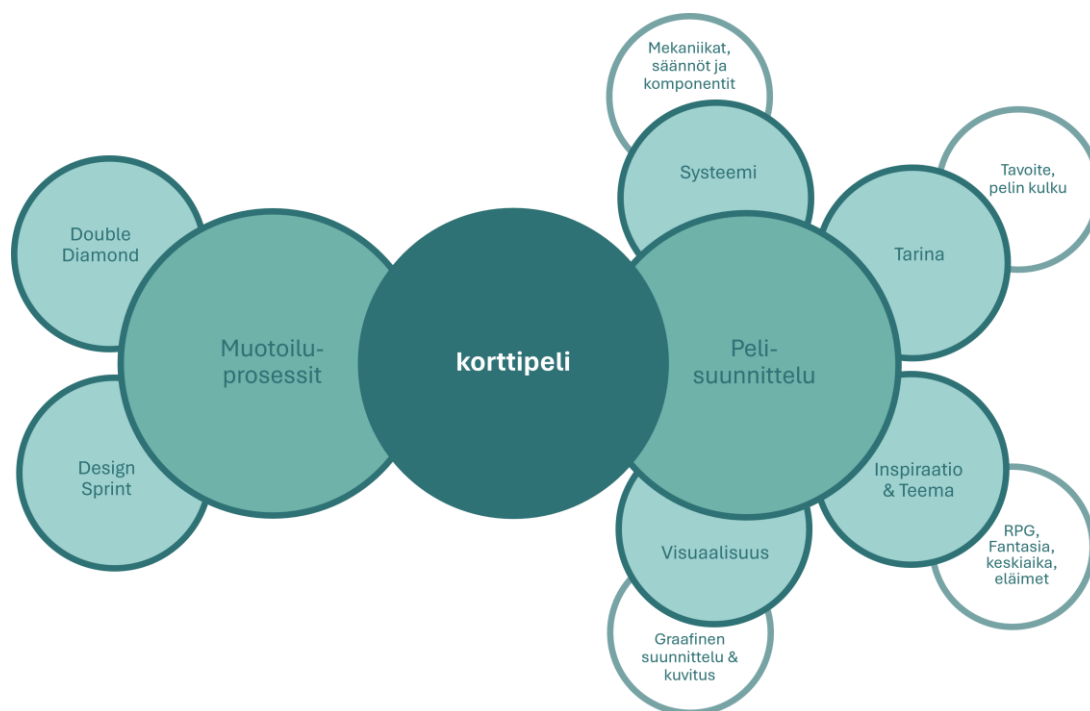 Mekaniikat,
säännöt ja
komponentit
Systeemi
Tavoite,
pelin kulku
Tarina
Double
Diamond
Muotoilu-
prosessit
korttipeli
Peli-
suunnittelu
Design
Sprint
Inspiraatio
& Teema
RPG,
Fantasia,
keskiaika,
eläimet
Visuaalisuus
Graafinen
suunnittelu &
kuvitus